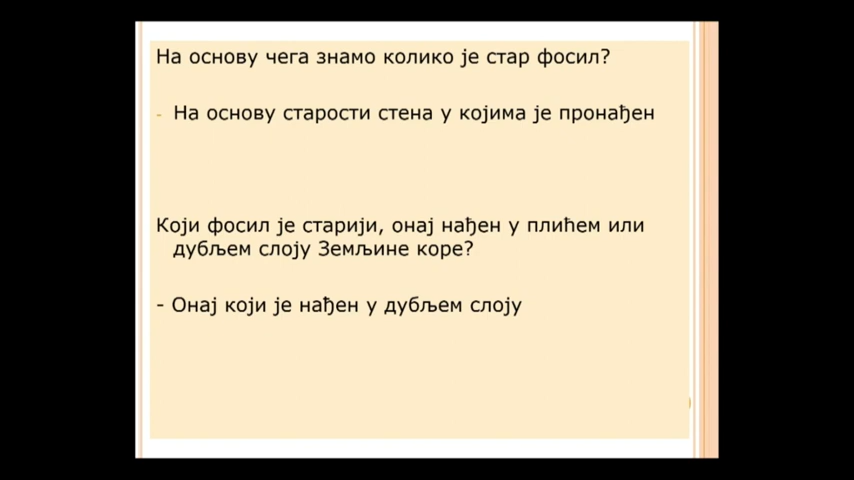 На основу чега знамо колико је стар фосил?
- На основу старости стена у којима је пронађен
Који фосил је старији, онај нађен у плићем или
дубљем слоју Земљине коре?
- Онај који је нађен у дубљем слоју